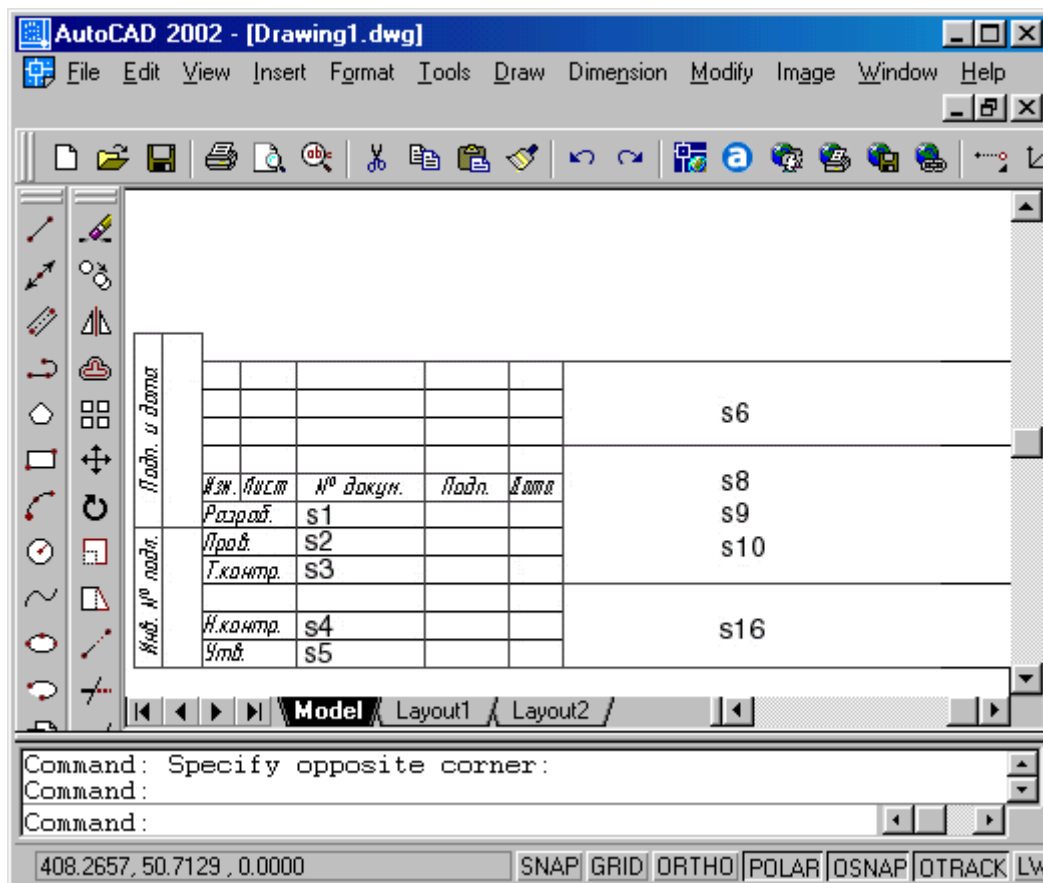 AutoCAD 2002 - [Drawing1.dwg]
File Edit View Insert Format Tools Draw Dimension Modify Image Window Help
Подп. и дата
s6
Изм. Лист № докум. Подп. Дата
s8
Разраб. s1
s9
Пров. s2
s10
Т.контр. s3
Инв. № подл.
Н.контр. s4
s16
Утв. s5
Model Layout1 Layout2
Command: Specify opposite corner:
Command:
Command:
408.2657, 50.7129 , 0.0000 SNAP GRID ORTHO POLAR OSNAP OTRACK LW